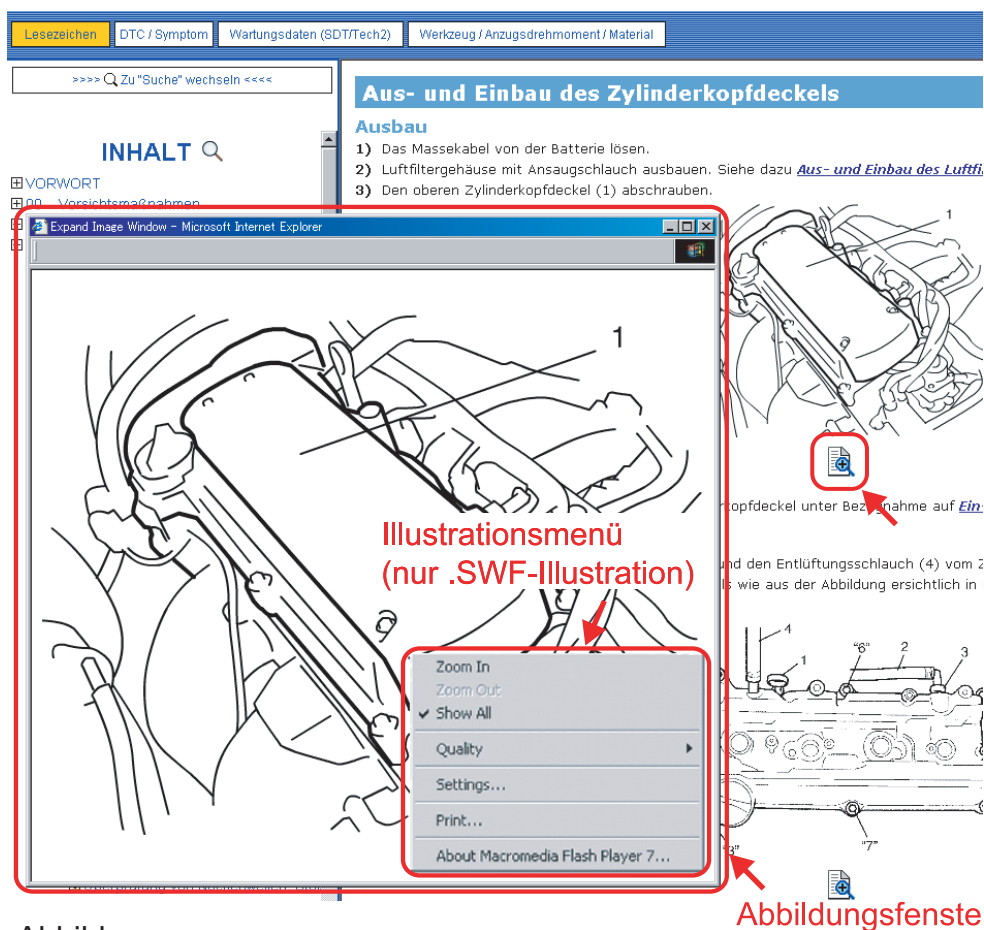 Lesezeichen
DTC / Symptom
Wartungsdaten (SDT/Tech2)
Werkzeug / Anzugsdrehmoment / Material
>>>> Zu "Suche" wechseln <<<<
INHALT
VORWORT
00 Vorsichtsmaßnahmen
Aus- und Einbau des Zylinderkopfdeckels
Ausbau
1) Das Massekabel von der Batterie lösen.
2) Luftfiltergehäuse mit Ansaugschlauch ausbauen. Siehe dazu Aus- und Einbau des Luftfi
3) Den oberen Zylinderkopfdeckel (1) abschrauben.
1
Expand Image Window - Microsoft Internet Explorer
1
Illustrationsmenü
(nur .SWF-Illustration)
Zoom In
Zoom Out
Show All
Quality
Settings...
Print...
About Macromedia Flash Player 7...
kopfdeckel unter Bezugnahme auf Ein-
und den Entlüftungsschlauch (4) vom Z
wie aus der Abbildung ersichtlich in
4
1
"6"
2
3
"3"
"7"
Abbildungsfenste